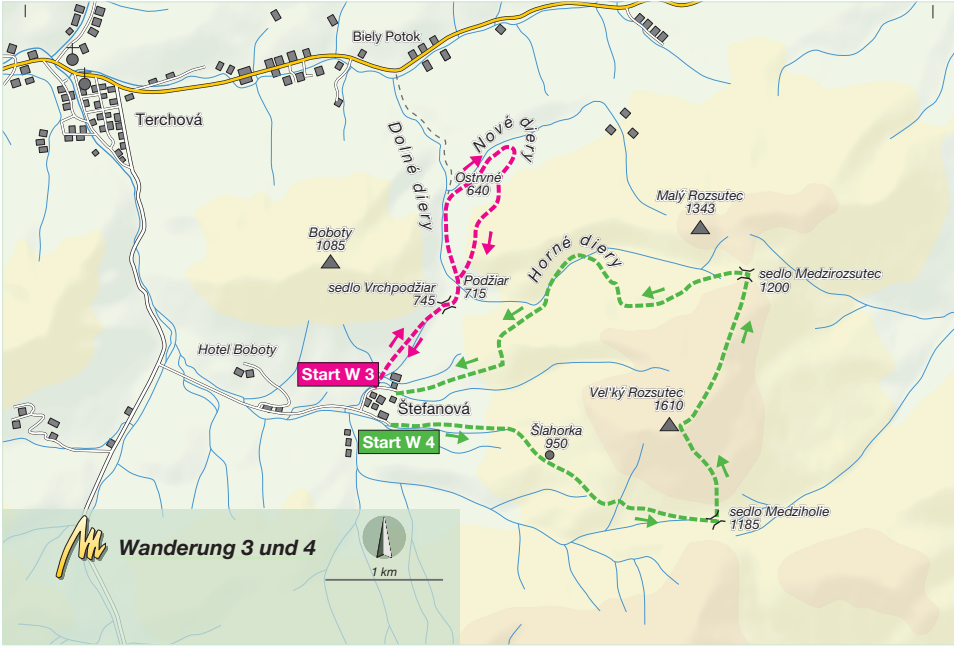 Biely Potok
Terchová
Dolné diery
Nové diery
Ostrvné
640
Malý Rozsutec
1343
Boboty
1085
Horné diery
sedlo Vrchpodžiar
745
Podžiar
715
sedlo Medzirozsutec
1200
Hotel Boboty
Start W 3
Štefanová
Vel'ký Rozsutec
1610
Start W 4
Šlahorka
950
sedlo Medziholie
1185
Wanderung 3 und 4
1 km